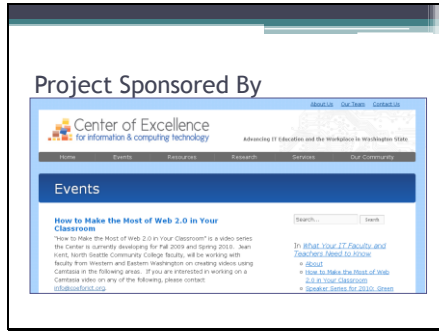 Project Sponsored By
About Us Our Team Contact Us
Center of Excellence
for information & computing technology
Advancing IT Education and the Workplace in Washington State
Home Events Resources Research Services Our Community
Events
How to Make the Most of Web 2.0 in Your
Classroom
"How to Make the Most of Web 2.0 in Your Classroom" is a video series
the Center is currently developing for Fall 2009 and Spring 2010. Jean
Kent, North Seattle Community College faculty, will be working with
faculty from Western and Eastern Washington on creating videos using
Camtasia in the following areas. If you are interested in working on a
Camtasia video on any of the following, please contact
info@coeforict.org.
Search... Search
In What Your IT Faculty and
Teachers Need to Know
About
How to Make the Most of Web
2.0 in Your Classroom
Speaker Series for 2010: Green